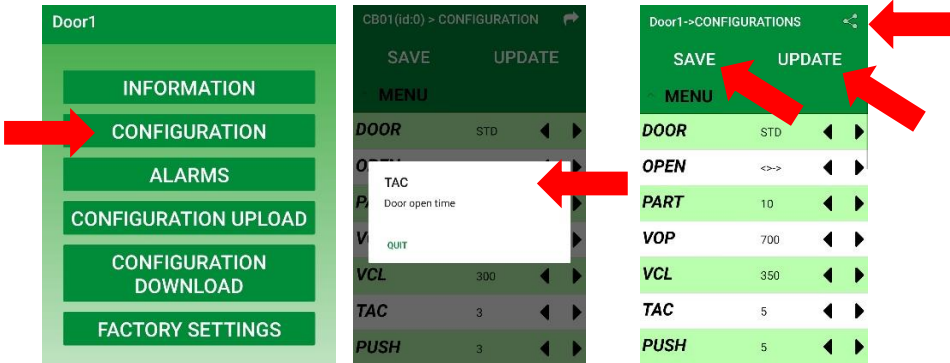 Door1
INFORMATION
CONFIGURATION
ALARMS
CONFIGURATION UPLOAD
CONFIGURATION
DOWNLOAD
FACTORY SETTINGS
CB01(id:0) > CONFIGURATION
SAVE UPDATE
MENU
DOOR STD
TAC
Door open time
QUIT
VCL 300
TAC 3
PUSH 3
Door1->CONFIGURATIONS
SAVE UPDATE
MENU
DOOR STD
OPEN <>->
PART 10
VOP 700
VCL 350
TAC 5
PUSH 5